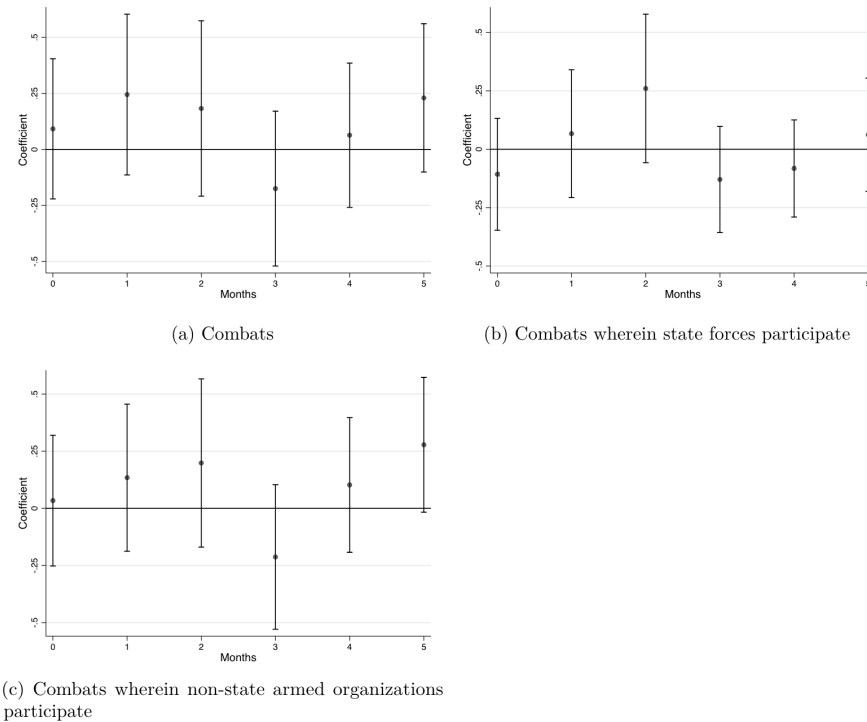 .5
.25
0
-.25
-.5
Coefficient
0 1 2 3 4 5
Months
(a) Combats
.5
.25
0
-.25
-.5
Coefficient
0 1 2 3 4
Months
(b) Combats wherein state forces participate
.5
.25
0
-.25
-.5
Coefficient
0 1 2 3 4 5
Months
(c) Combats wherein non-state armed organizations
participate